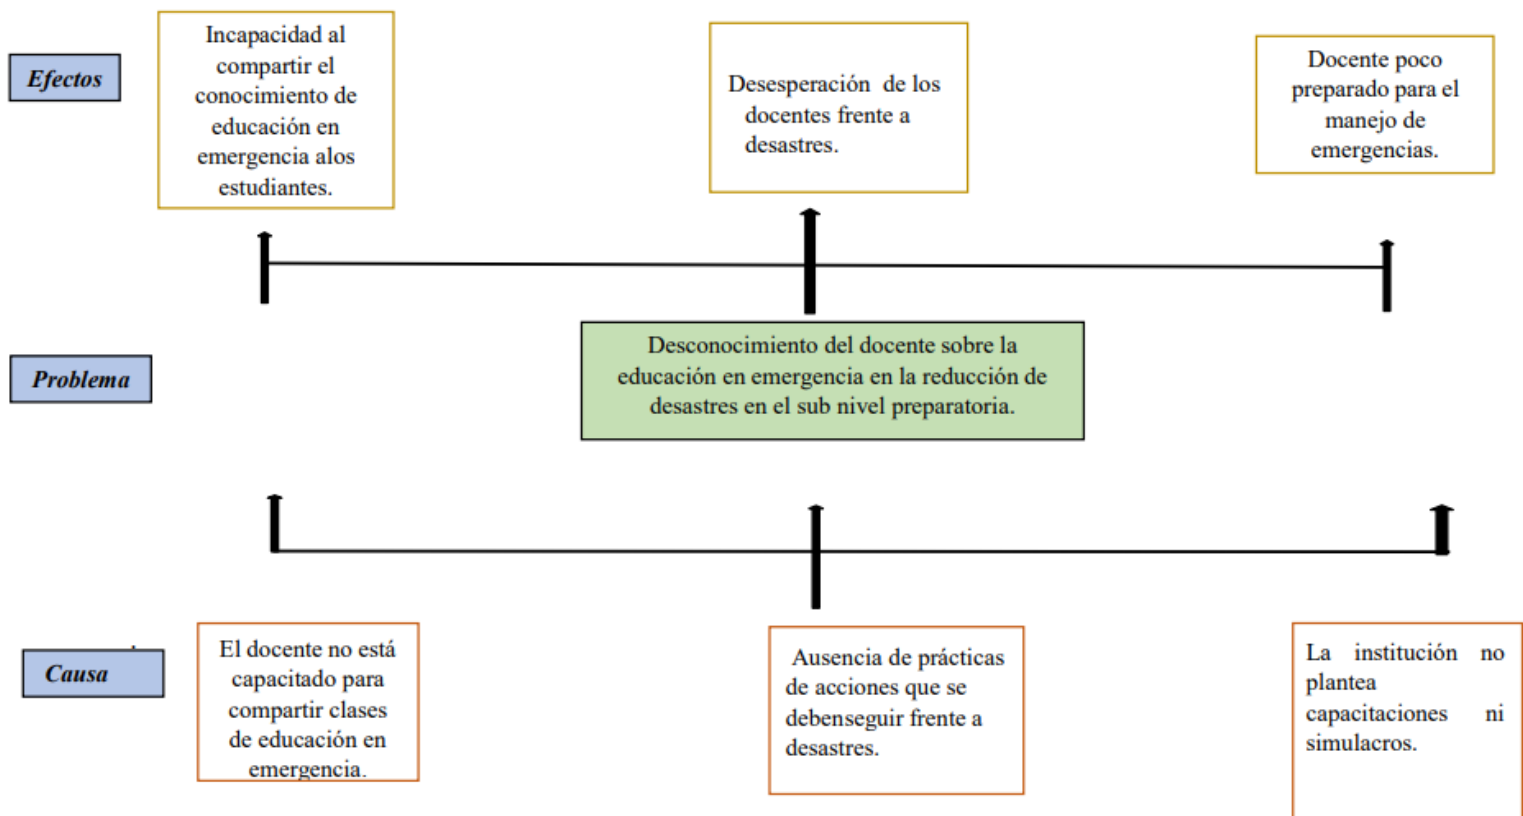 Efectos
Incapacidad al
compartir el
conocimiento de
educación en
emergencia alos
estudiantes.
Desesperación de los
docentes frente a
desastres.
Docente poco
preparado para el
manejo de
emergencias.
Problema
Desconocimiento del docente sobre la
educación en emergencia en la reducción de
desastres en el sub nivel preparatoria.
Causa
El docente no está
capacitado para
compartir clases
de educación en
emergencia.
Ausencia de prácticas
de acciones que se
debenseguir frente a
desastres.
La institución no
plantea
capacitaciones ni
simulacros.